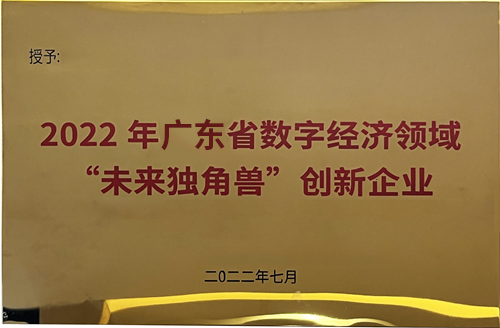 授予:
2022 年广东省数字经济领域
“未来独角兽”创新企业
二0二二年七月